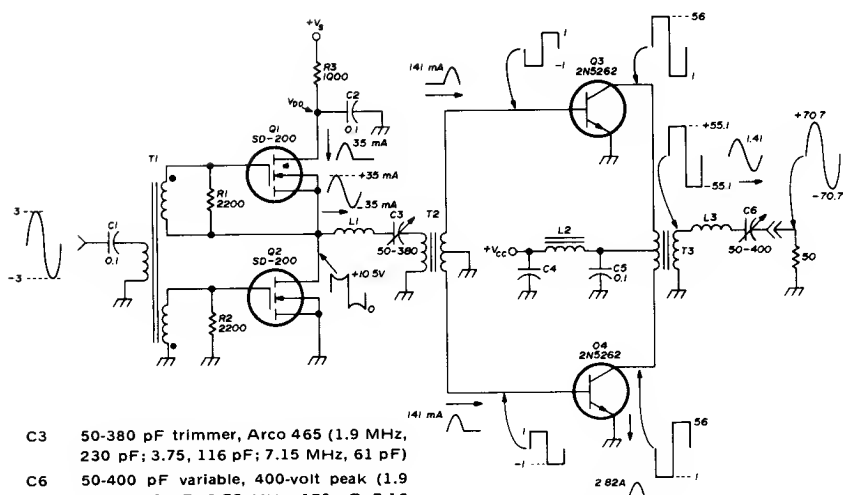 +Vs
R3
1000
VDD
C2
0.1
Q1
SD-200
35 mA
+35 mA
-35 mA
T1
R1
2200
C1
0.1
3
-3
L1
C3
50-380
T2
Q2
SD-200
+10.5V
0
R2
2200
141 mA
1
-1
Q3
2N5262
56
1
+55.1
-55.1
1.41
+70.7
-70.7
L3
C6
50-400
50
+VCC
L2
C4
C5
0.1
T3
Q4
2N5262
141 mA
1
-1
56
1
2.82A
C3 50-380 pF trimmer, Arco 465 (1.9 MHz,
230 pF; 3.75, 116 pF; 7.15 MHz, 61 pF)
C6 50-400 pF variable, 400-volt peak (1.9